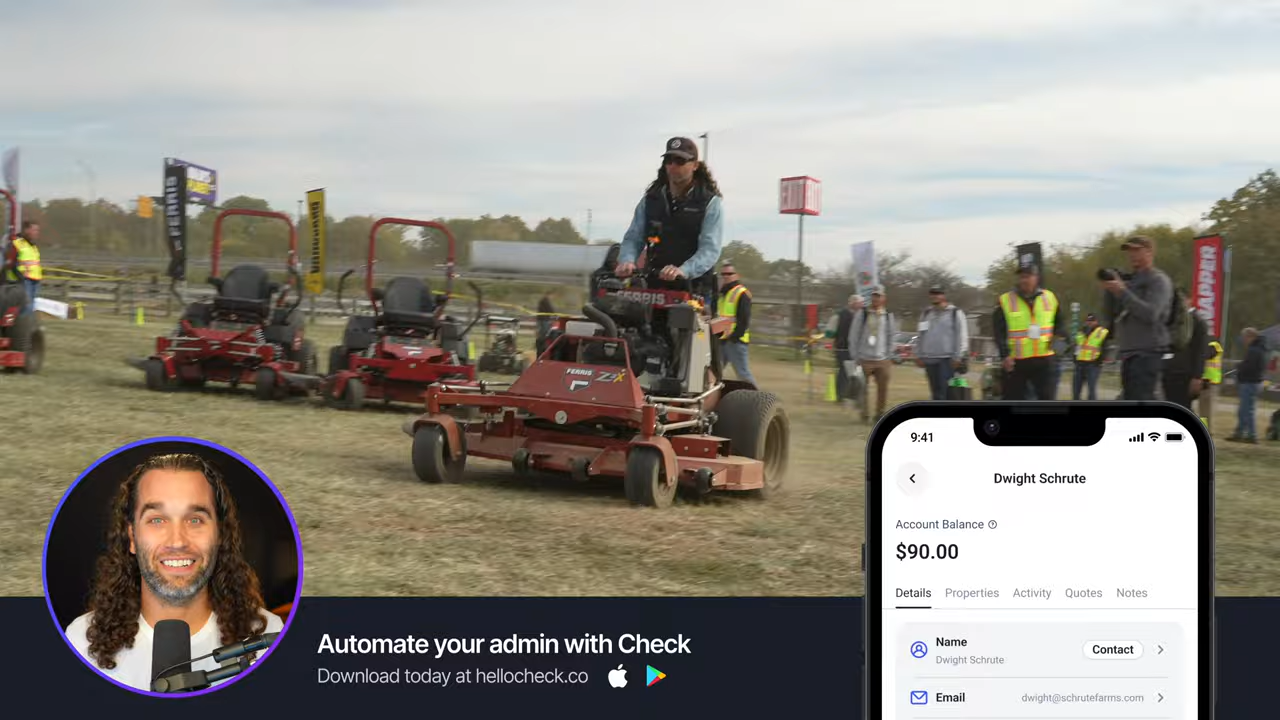 FERRIS
FERRIS
FERRIS
9:41
Dwight Schrute
Account Balance
$90.00
Details
Properties
Activity
Quotes
Notes
Name
Dwight Schrute
Contact
Email
dwight@schrutefarms.com
Automate your admin with Check
Download today at hellocheck.co